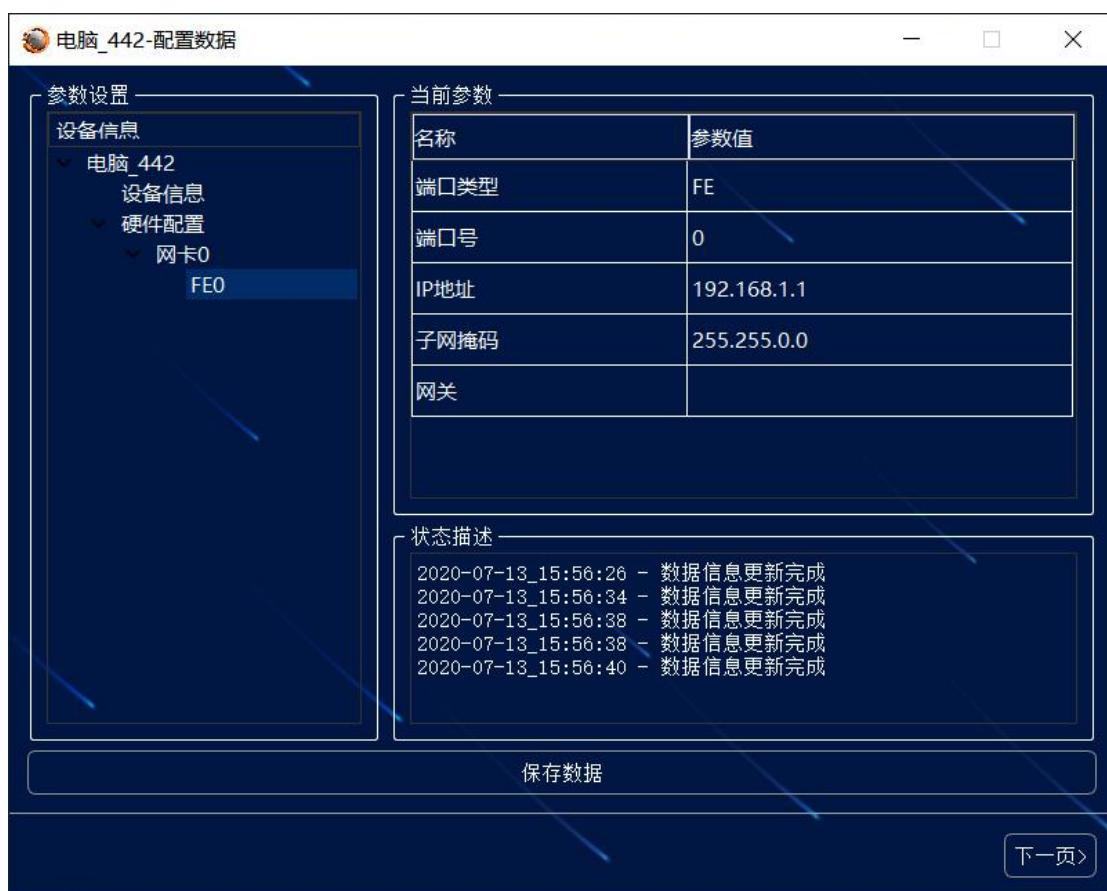 电脑_442-配置数据
参数设置
设备信息
电脑_442
设备信息
硬件配置
网卡0
FE0
当前参数
名称 参数值
端口类型 FE
端口号 0
IP地址 192.168.1.1
子网掩码 255.255.0.0
网关
状态描述
2020-07-13_15:56:26 - 数据信息更新完成
2020-07-13_15:56:34 - 数据信息更新完成
2020-07-13_15:56:38 - 数据信息更新完成
2020-07-13_15:56:38 - 数据信息更新完成
2020-07-13_15:56:40 - 数据信息更新完成
保存数据
下一页>